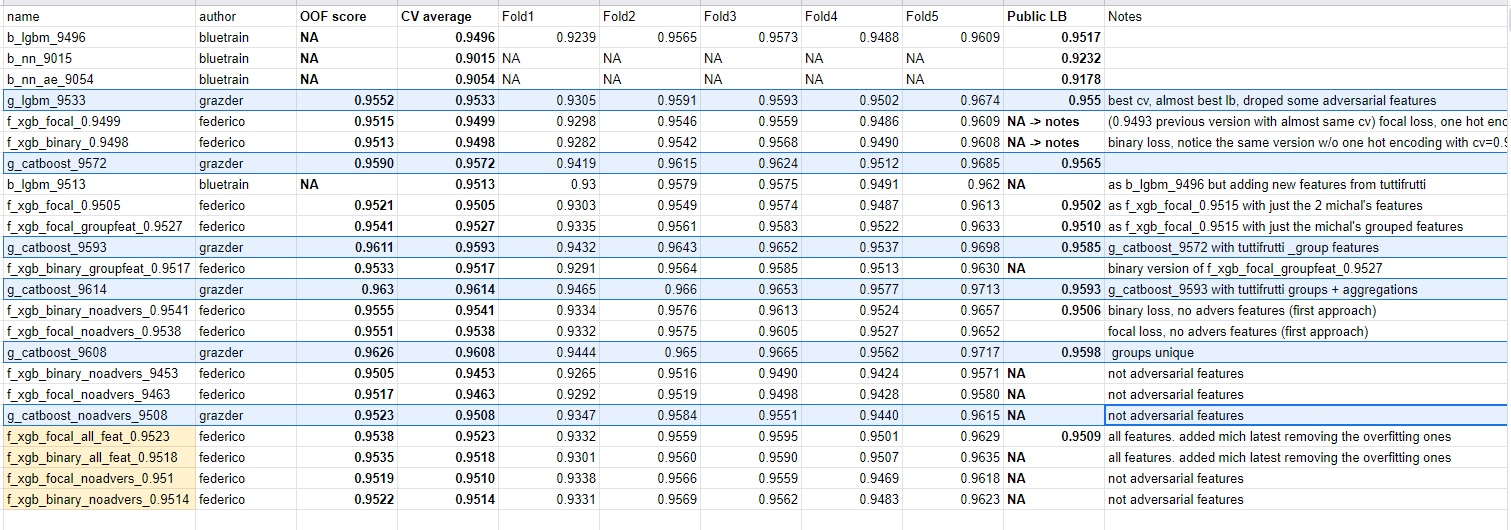 name author OOF score CV average Fold1 Fold2 Fold3 Fold4 Fold5 Public LB Notes
b_lgbm_9496 bluetrain NA 0.9496 0.9239 0.9565 0.9573 0.9488 0.9609 0.9517
b_nn_9015 bluetrain NA 0.9015 NA NA NA NA NA 0.9232
b_nn_ae_9054 bluetrain NA 0.9054 NA NA NA NA NA 0.9178
g_lgbm_9533 grazder 0.9552 0.9533 0.9305 0.9591 0.9593 0.9502 0.9674 0.955 best cv, almost best lb, droped some adversarial features
f_xgb_focal_0.9499 federico 0.9515 0.9499 0.9298 0.9546 0.9559 0.9486 0.9609 NA -> notes (0.9493 previous version with almost same cv) focal loss, one hot enc
f_xgb_binary_0.9498 federico 0.9513 0.9498 0.9282 0.9542 0.9568 0.9490 0.9608 NA -> notes binary loss, notice the same version w/o one hot encoding with cv=0.9
g_catboost_9572 grazder 0.9590 0.9572 0.9419 0.9615 0.9624 0.9512 0.9685 0.9565
b_lgbm_9513 bluetrain NA 0.9513 0.93 0.9579 0.9575 0.9491 0.962 NA as b_lgbm_9496 but adding new features from tuttifrutti
f_xgb_focal_0.9505 federico 0.9521 0.9505 0.9303 0.9549 0.9574 0.9487 0.9613 0.9502 as f_xgb_focal_0.9515 with just the 2 michal's features
f_xgb_focal_groupfeat_0.9527 federico 0.9541 0.9527 0.9335 0.9561 0.9583 0.9522 0.9633 0.9510 as f_xgb_focal_0.9515 with just the michal's grouped features
g_catboost_9593 grazder 0.9611 0.9593 0.9432 0.9643 0.9652 0.9537 0.9698 0.9585 g_catboost_9572 with tuttifrutti _group features
f_xgb_binary_groupfeat_0.9517 federico 0.9533 0.9517 0.9291 0.9564 0.9585 0.9513 0.9630 NA binary version of f_xgb_focal_groupfeat_0.9527
g_catboost_9614 grazder 0.963 0.9614 0.9465 0.966 0.9653 0.9577 0.9713 0.9593 g_catboost_9593 with tuttifrutti groups + aggregations
f_xgb_binary_noadvers_0.9541 federico 0.9555 0.9541 0.9334 0.9576 0.9613 0.9524 0.9657 0.9506 binary loss, no advers features (first approach)
f_xgb_focal_noadvers_0.9538 federico 0.9551 0.9538 0.9332 0.9575 0.9605 0.9527 0.9652 focal loss, no advers features (first approach)
g_catboost_9608 grazder 0.9626 0.9608 0.9444 0.965 0.9665 0.9562 0.9717 0.9598 groups unique
f_xgb_binary_noadvers_9453 federico 0.9505 0.9453 0.9265 0.9516 0.9490 0.9424 0.9571 NA not adversarial features
f_xgb_focal_noadvers_9463 federico 0.9517 0.9463 0.9292 0.9519 0.9498 0.9428 0.9580 NA not adversarial features
g_catboost_noadvers_9508 grazder 0.9523 0.9508 0.9347 0.9584 0.9551 0.9440 0.9615 NA not adversarial features
f_xgb_focal_all_feat_0.9523 federico 0.9538 0.9523 0.9332 0.9559 0.9595 0.9501 0.9629 0.9509 all features. added mich latest removing the overfitting ones
f_xgb_binary_all_feat_0.9518 federico 0.9535 0.9518 0.9301 0.9560 0.9590 0.9507 0.9635 NA all features. added mich latest removing the overfitting ones
f_xgb_focal_noadvers_0.951 federico 0.9519 0.9510 0.9338 0.9566 0.9559 0.9469 0.9618 NA not adversarial features
f_xgb_binary_noadvers_0.9514 federico 0.9522 0.9514 0.9331 0.9569 0.9562 0.9483 0.9623 NA not adversarial features